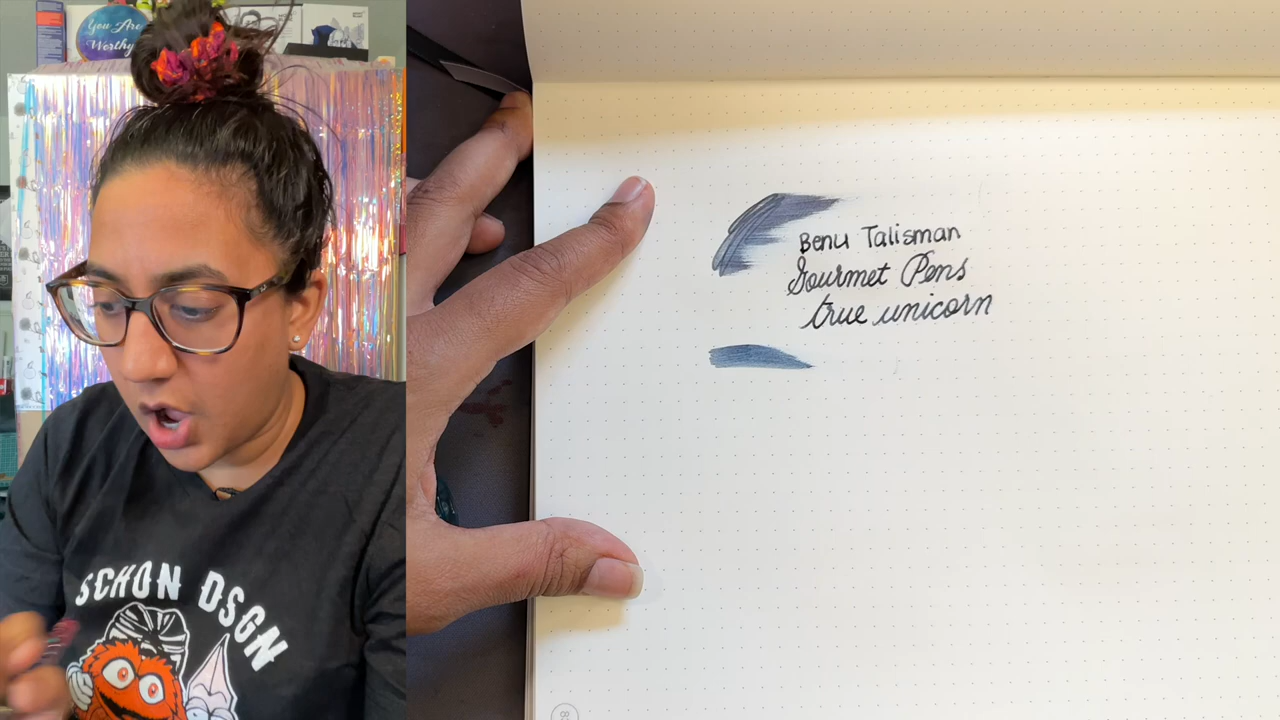 You Are
Worthy
SCHON DSGN
Benu Talisman
Gourmet Pens
true unicorn